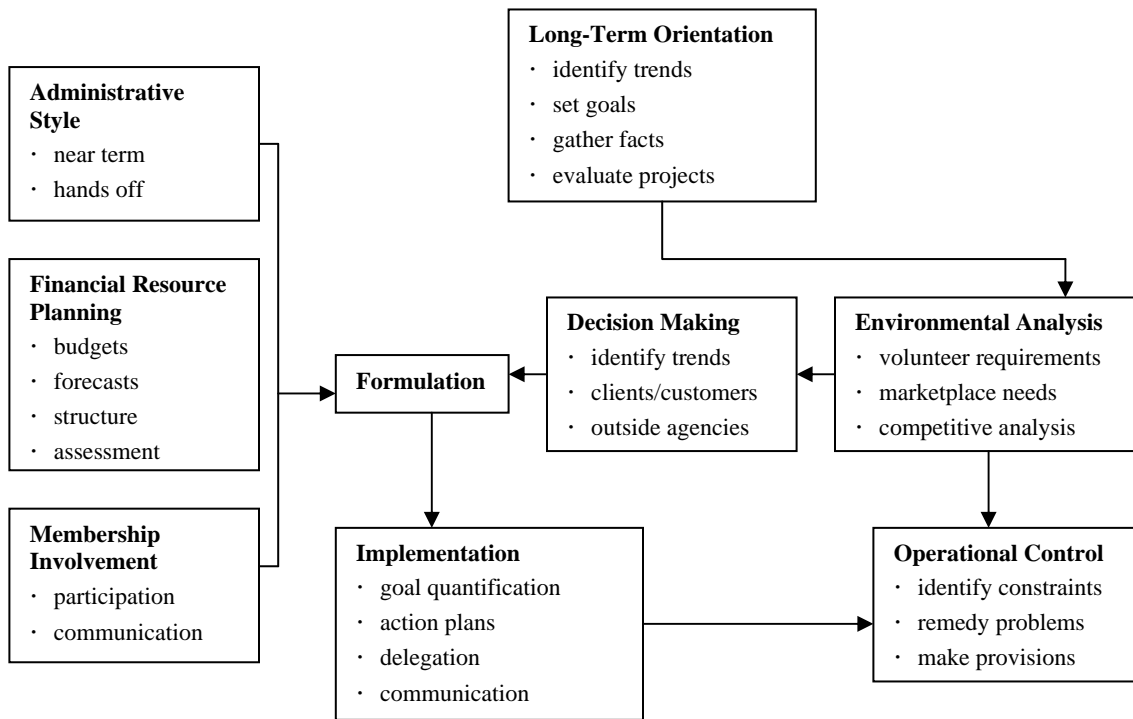 Long-Term Orientation
· identify trends
· set goals
· gather facts
· evaluate projects
Administrative
Style
· near term
· hands off
Financial Resource
Planning
· budgets
· forecasts
· structure
· assessment
Membership
Involvement
· participation
· communication
Formulation
Decision Making
· identify trends
· clients/customers
· outside agencies
Environmental Analysis
· volunteer requirements
· marketplace needs
· competitive analysis
Implementation
· goal quantification
· action plans
· delegation
· communication
Operational Control
· identify constraints
· remedy problems
· make provisions